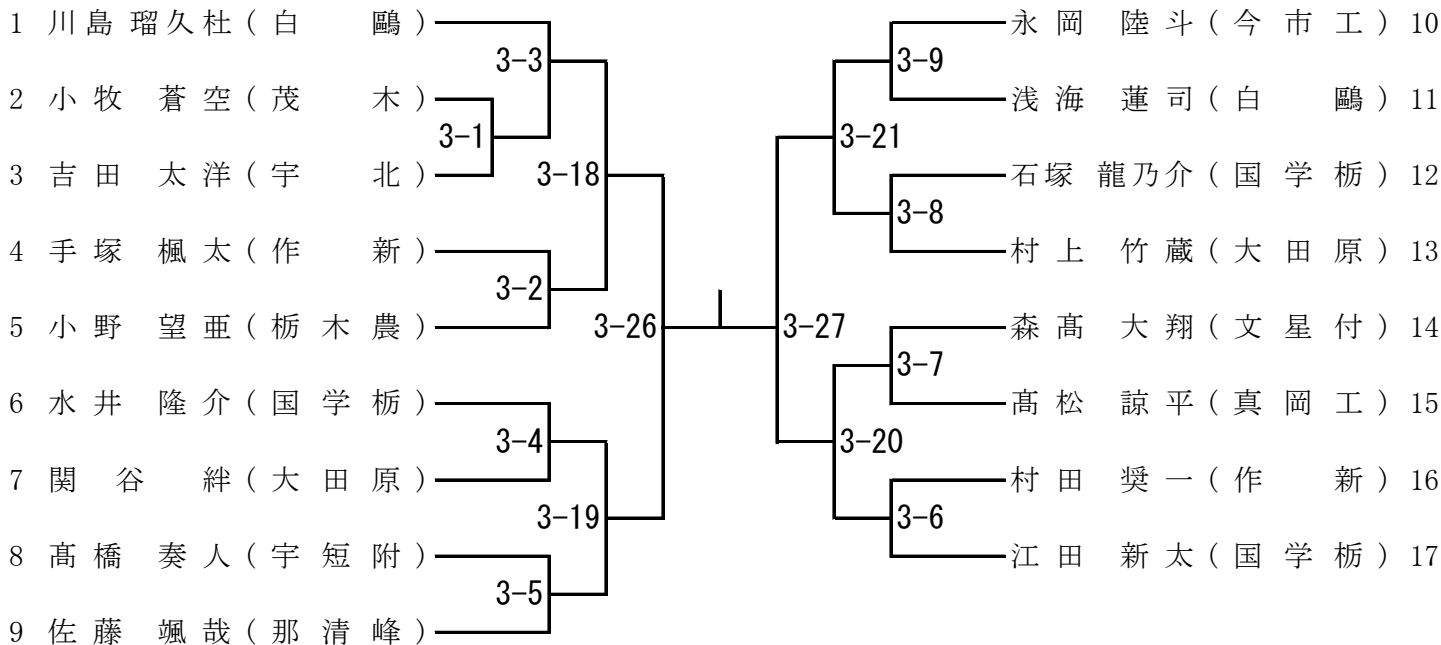 1 川島 瑠久杜(白 鷗)
3-3
2 小牧 蒼空(茂 木)
3-1
3 吉田 太洋(宇 北)
3-18
4 手塚 楓太(作 新)
3-2
5 小野 望亜(栃木農)
3-26
6 水井 隆介(国学栃)
3-4
7 関谷 絆(大田原)
3-19
8 髙橋 奏人(宇短附)
3-5
9 佐藤 颯哉(那清峰)
永岡 陸斗(今市工) 10
3-9
浅海 蓮司(白 鷗) 11
3-21
石塚 龍乃介(国学栃) 12
3-8
村上 竹蔵(大田原) 13
3-27
森髙 大翔(文星付) 14
3-7
髙松 諒平(真岡工) 15
3-20
村田 奨一(作 新) 16
3-6
江田 新太(国学栃) 17